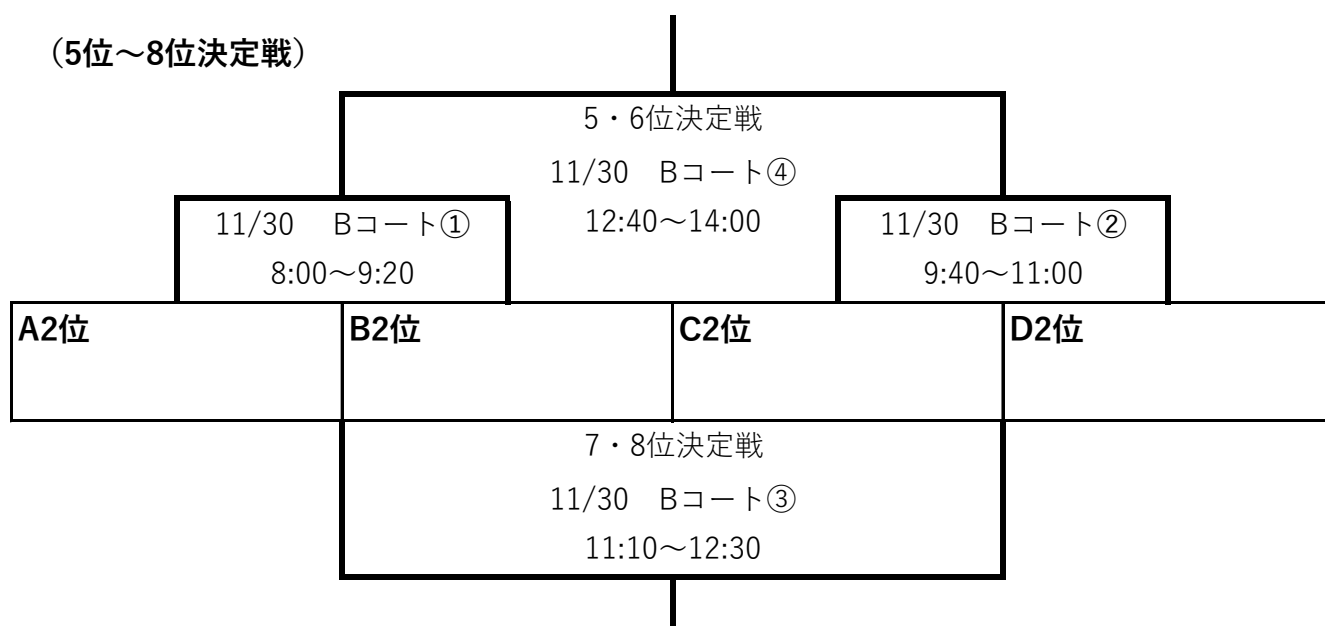 （5位～8位決定戦）
5・6位決定戦
11/30　Bコート④
12:40～14:00
11/30　Bコート①
8:00～9:20
11/30　Bコート②
9:40～11:00
A2位
B2位
C2位
D2位
7・8位決定戦
11/30　Bコート③
11:10～12:30